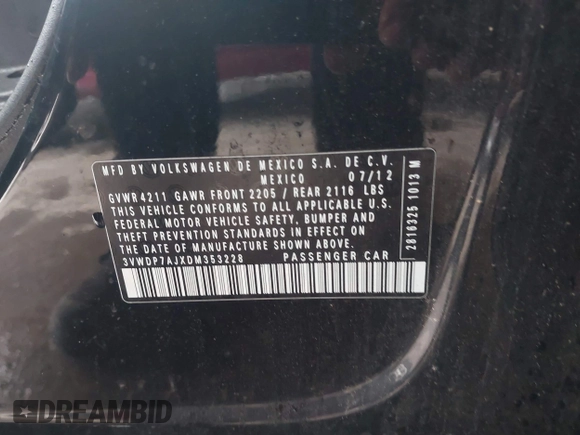 MFD BY VOLKSWAGEN DE MEXICO S.A. DE C.V.
MEXICO 07/12
GVWR 4211 GAWR FRONT 2205 / REAR 2116 LBS
THIS VEHICLE CONFORMS TO ALL APPLICABLE U.S.
FEDERAL MOTOR VEHICLE SAFETY, BUMPER AND
THEFT PREVENTION STANDARDS IN EFFECT ON
THE DATE OF MANUFACTURE SHOWN ABOVE.
3VWDP7AJXDM353228 PASSENGER CAR
2816325 1013 M
DREAMBID